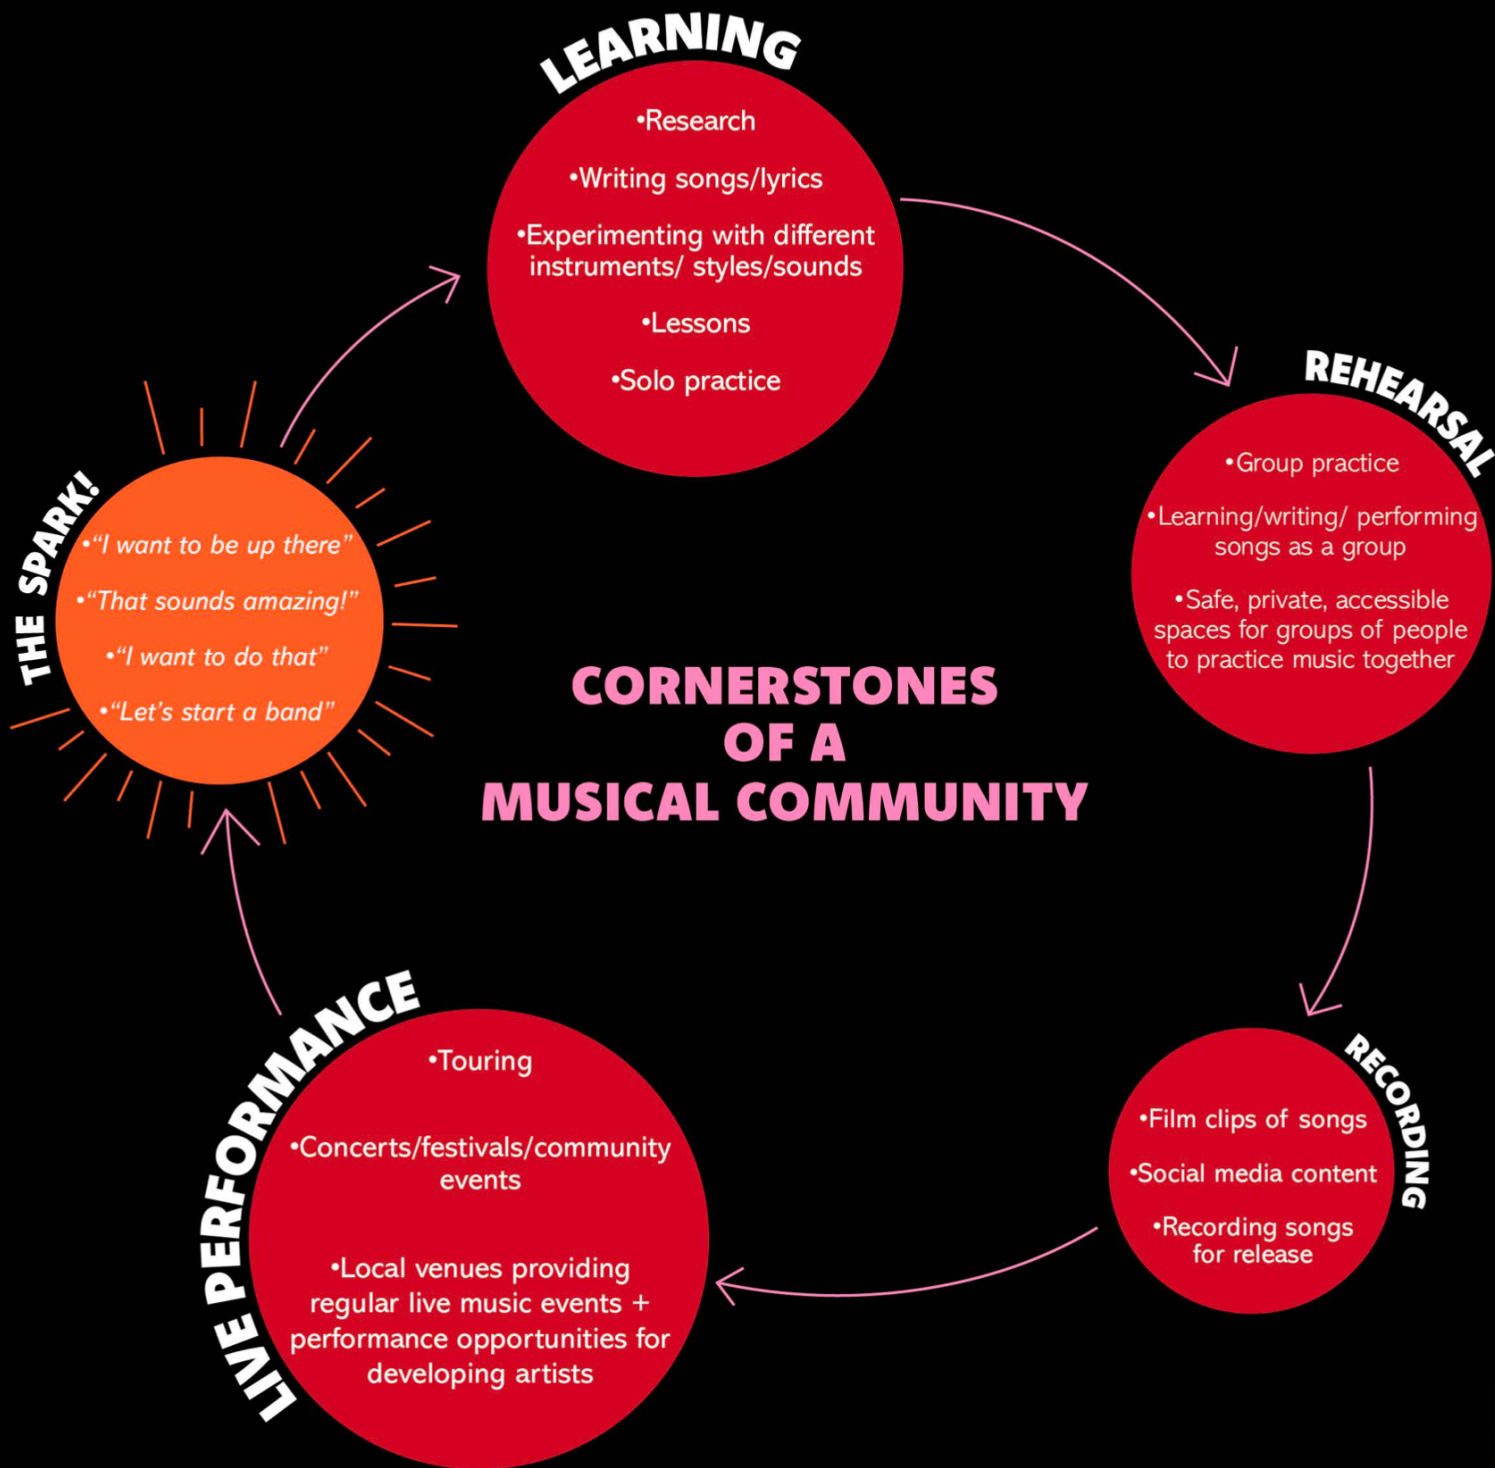 LEARNING
•Research
•Writing songs/lyrics
•Experimenting with different
instruments/ styles/sounds
•Lessons
•Solo practice
REHEARSAL
•Group practice
•Learning/writing/ performing
songs as a group
•Safe, private, accessible
spaces for groups of people
to practice music together
THE SPARK!
•“I want to be up there”
•“That sounds amazing!”
•“I want to do that”
•“Let’s start a band”
CORNERSTONES
OF A
MUSICAL COMMUNITY
RECORDING
•Film clips of songs
•Social media content
•Recording songs
for release
LIVE PERFORMANCE
•Touring
•Concerts/festivals/community
events
•Local venues providing
regular live music events +
performance opportunities for
developing artists